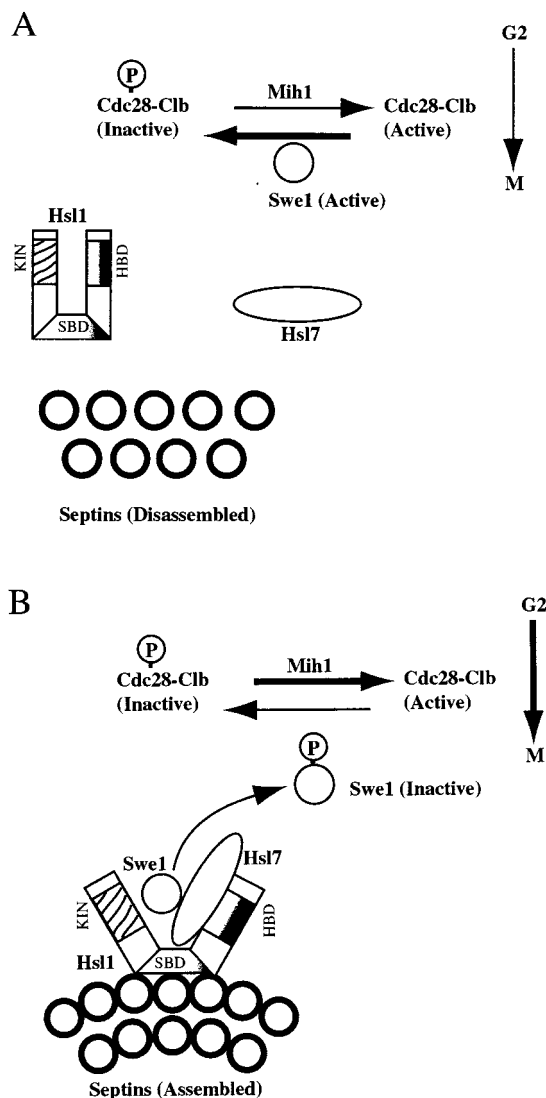 A
G2
P
Mih1
Cdc28-Clb
Cdc28-Clb
(Inactive)
(Active)
M
Swe1 (Active)
Hsl1
KIN
HBD
SBD
Hsl7
Septins (Disassembled)
B
G2
P
Mih1
Cdc28-Clb
Cdc28-Clb
(Inactive)
(Active)
P
M
Swe1 (Inactive)
Swe1
Hsl7
KIN
HBD
Hsl1
SBD
Septins (Assembled)